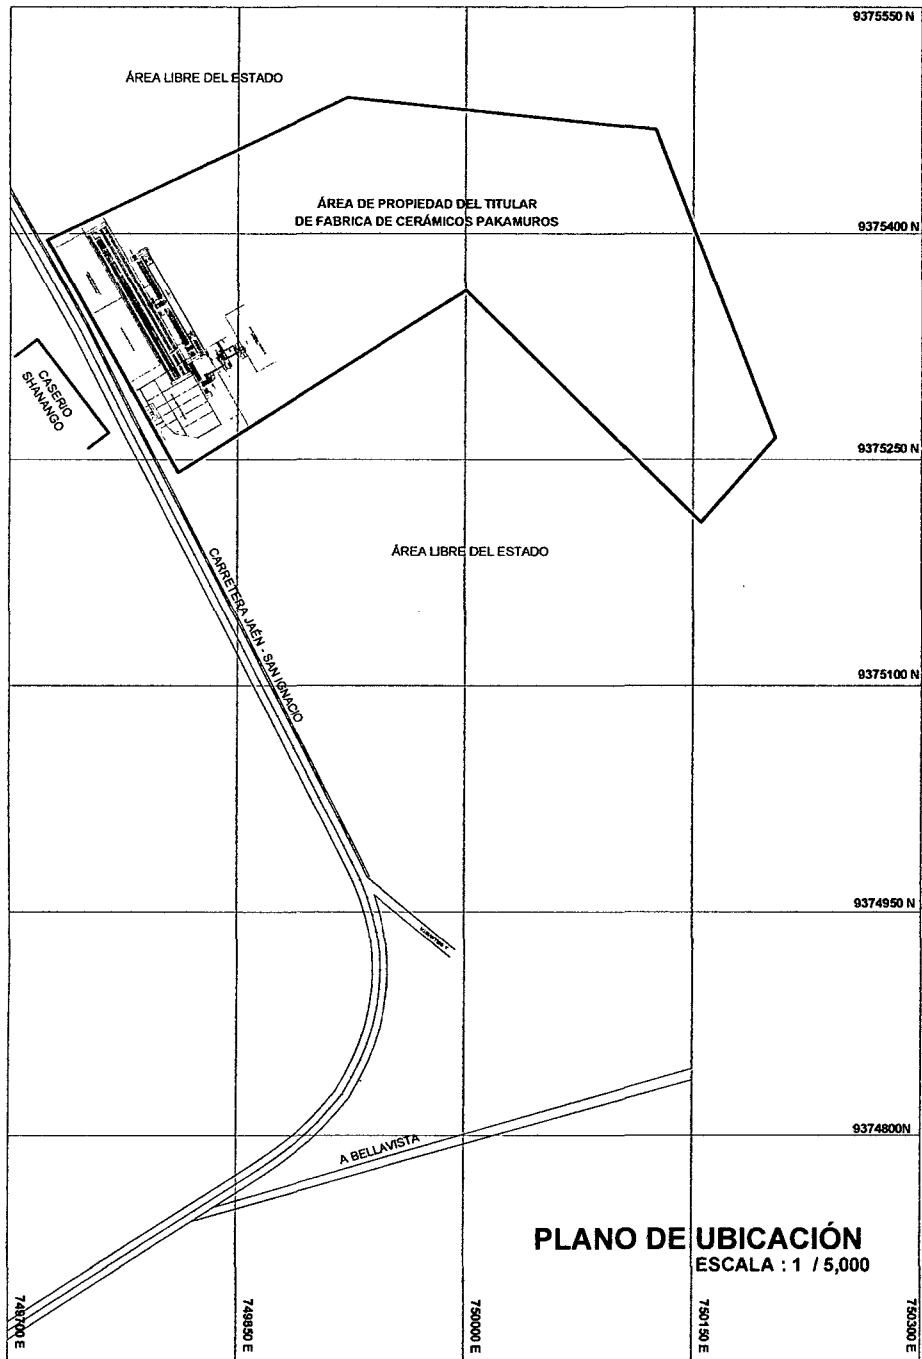 9375550 N
ÁREA LIBRE DEL ESTADO
ÁREA DE PROPIEDAD DEL TITULAR
DE FABRICA DE CERÁMICOS PAKAMUROS
9375400 N
CASERIO
SHANANGO
9375250 N
ÁREA LIBRE DEL ESTADO
CARRETERA JAÉN - SAN IGNACIO
9375100 N
9374950 N
9374800N
A BELLAVISTA
PLANO DE UBICACIÓN
ESCALA : 1 / 5,000
749700 E
749850 E
750000 E
750150 E
750300 E